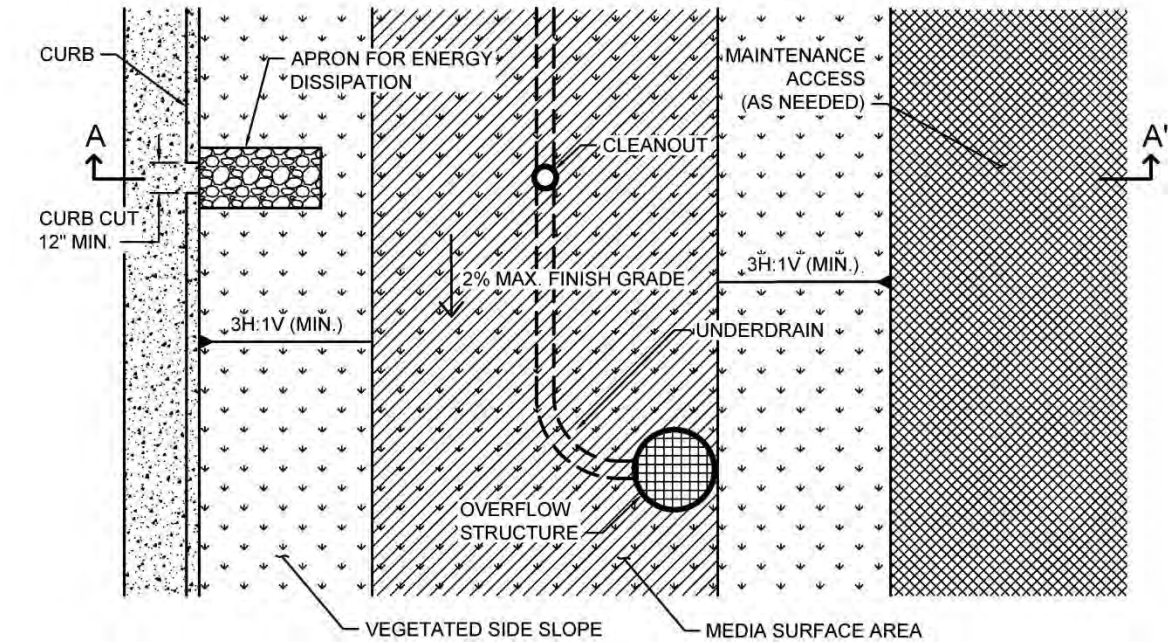 CURB
APRON FOR ENERGY
DISSIPATION
MAINTENANCE
ACCESS
(AS NEEDED)
A
A'
CLEANOUT
CURB CUT
12" MIN.
2% MAX. FINISH GRADE
3H:1V (MIN.)
3H:1V (MIN.)
UNDERDRAIN
OVERFLOW
STRUCTURE
VEGETATED SIDE SLOPE
MEDIA SURFACE AREA